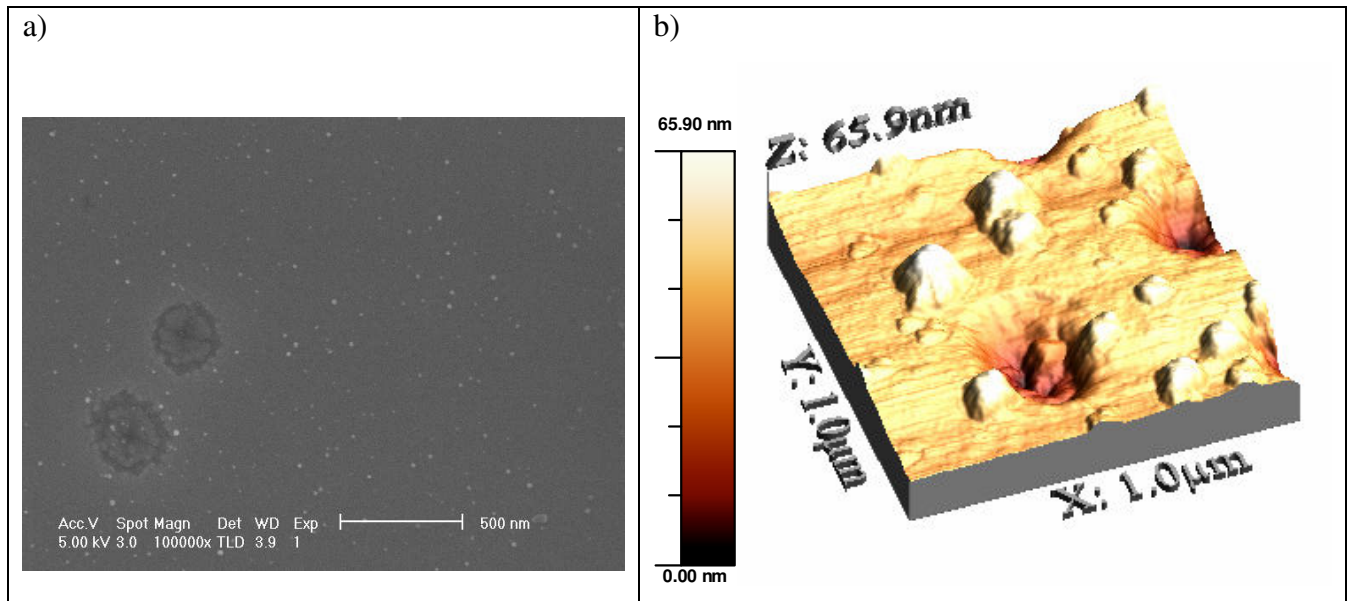 a)
Acc.V Spot Magn Det WD Exp
5.00 kV 3.0 100000x TLD 3.9 1
500 nm
b)
65.90 nm
0.00 nm
Z: 65.9nm
Y: 1.0µm
X: 1.0µm